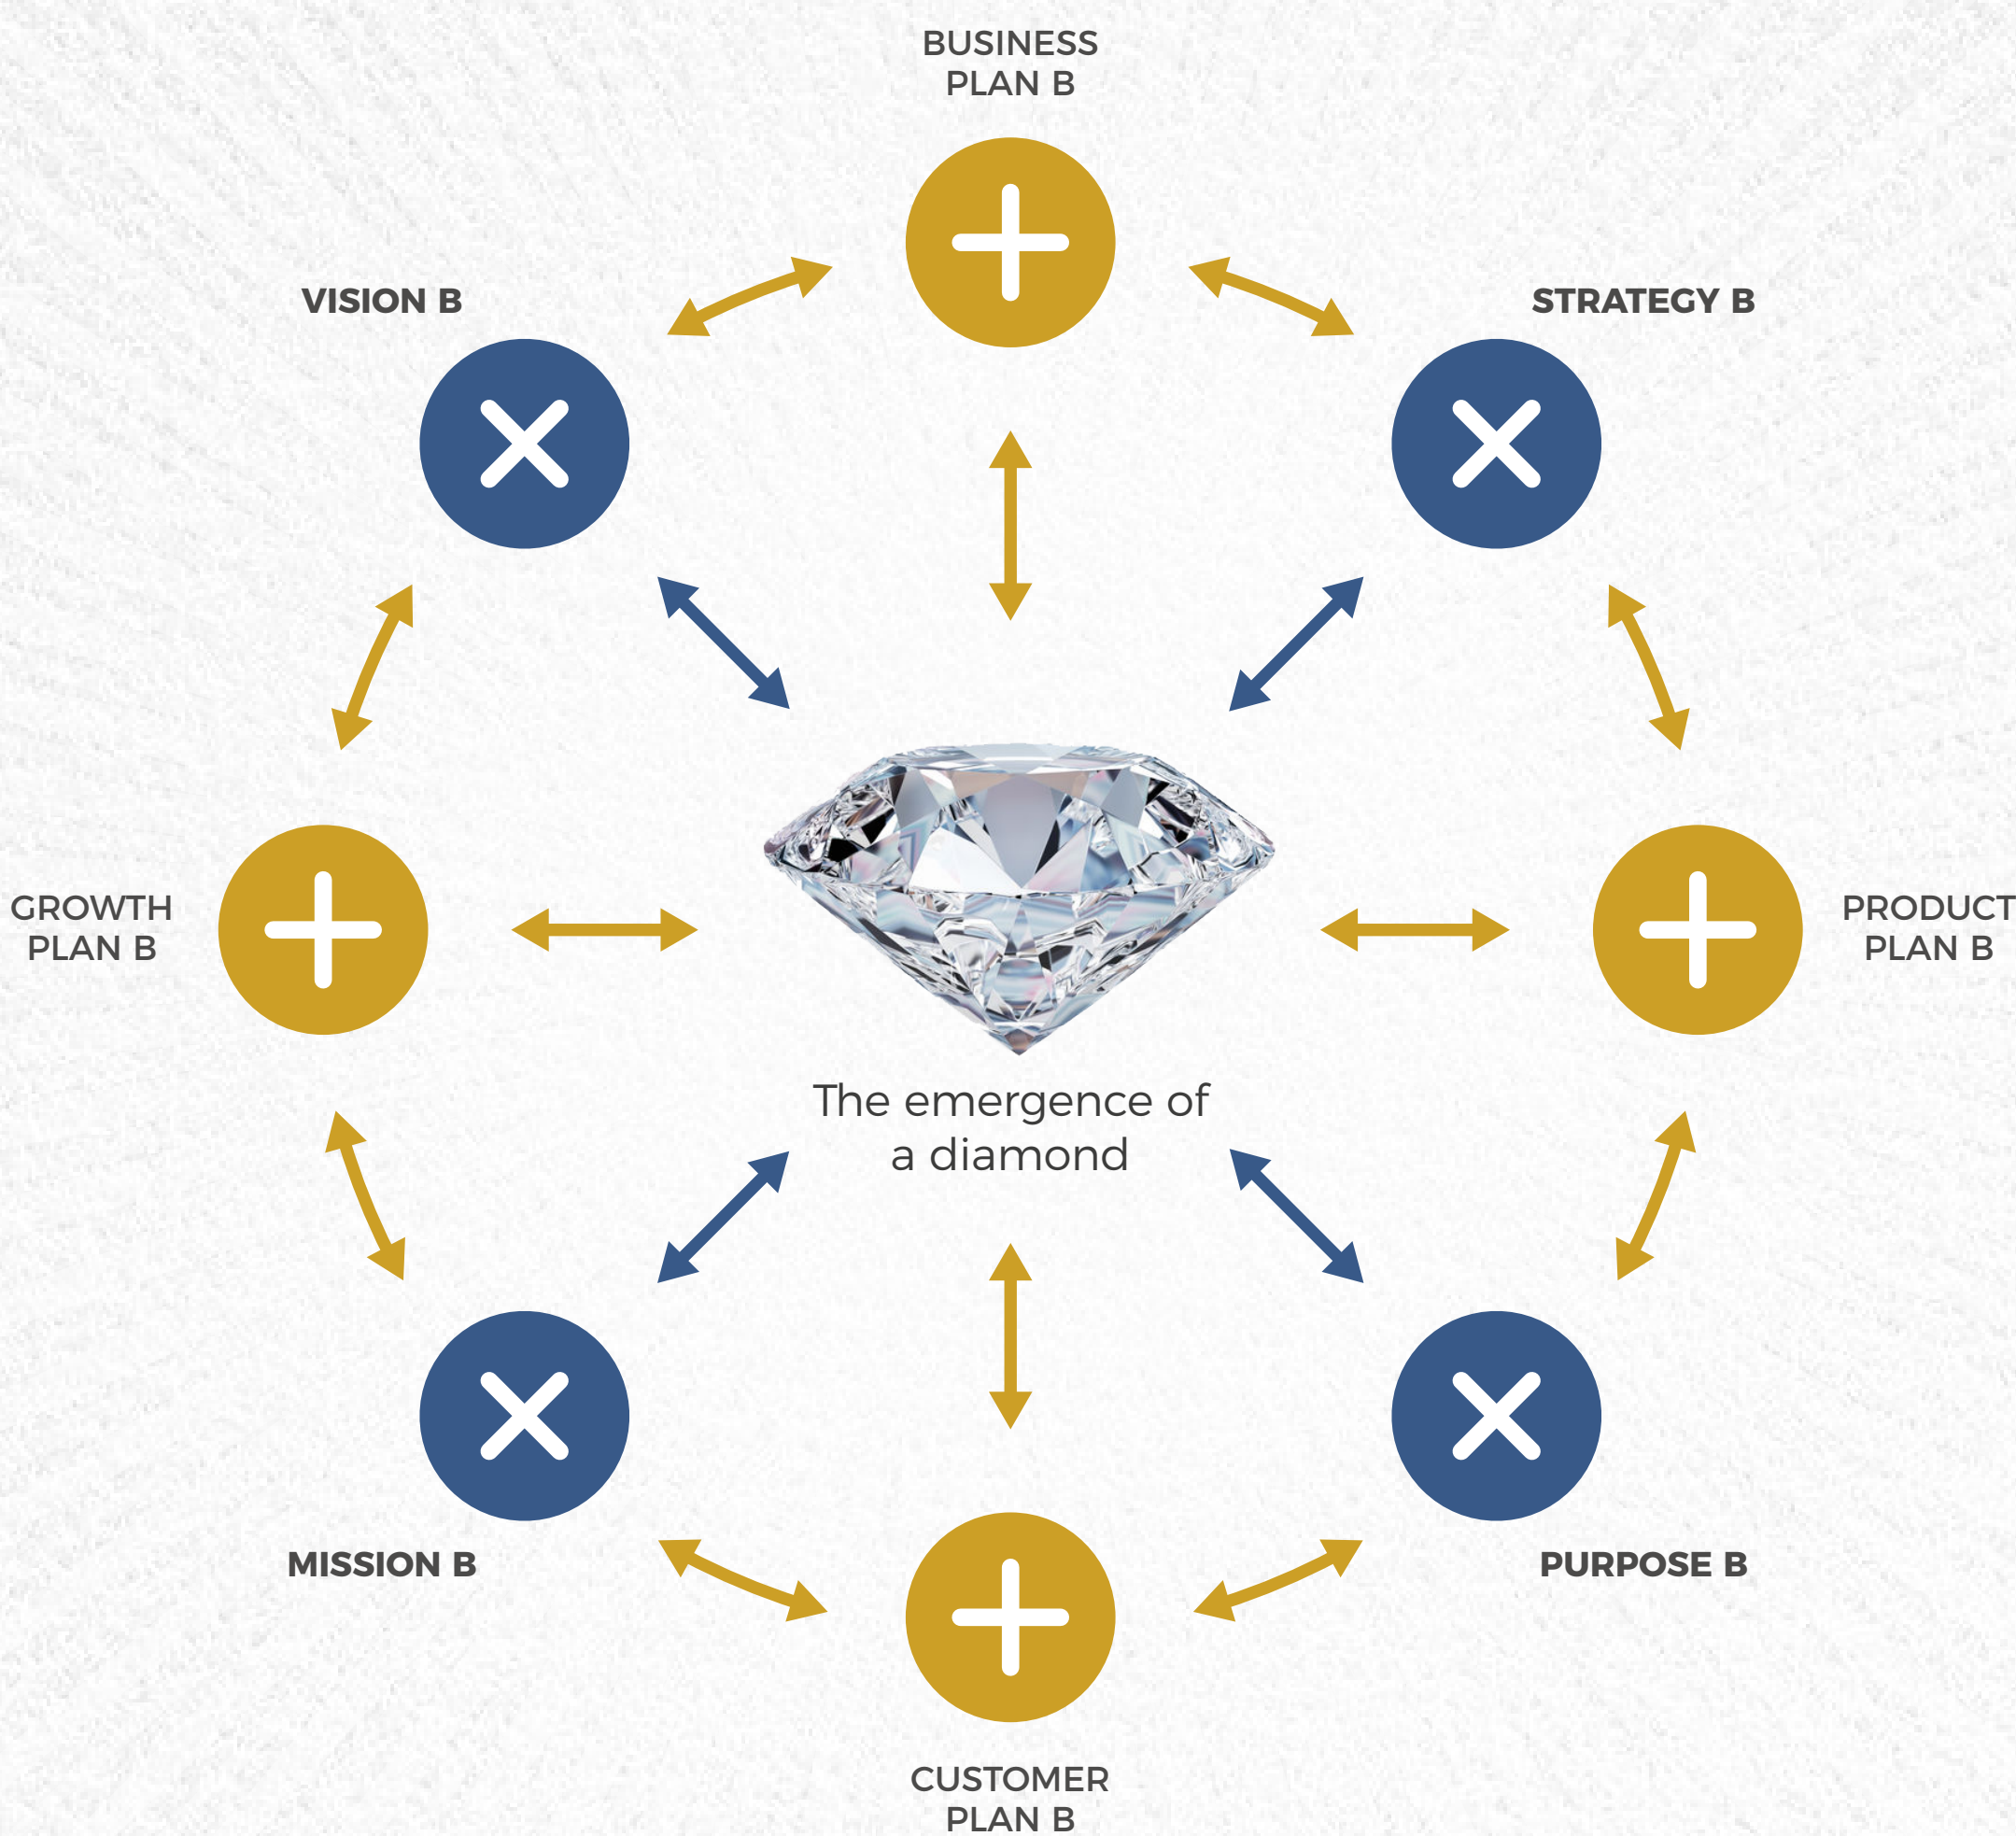 BUSINESS
PLAN B
VISION B
STRATEGY B
GROWTH
PLAN B
PRODUCT
PLAN B
The emergence of
a diamond
MISSION B
PURPOSE B
CUSTOMER
PLAN B